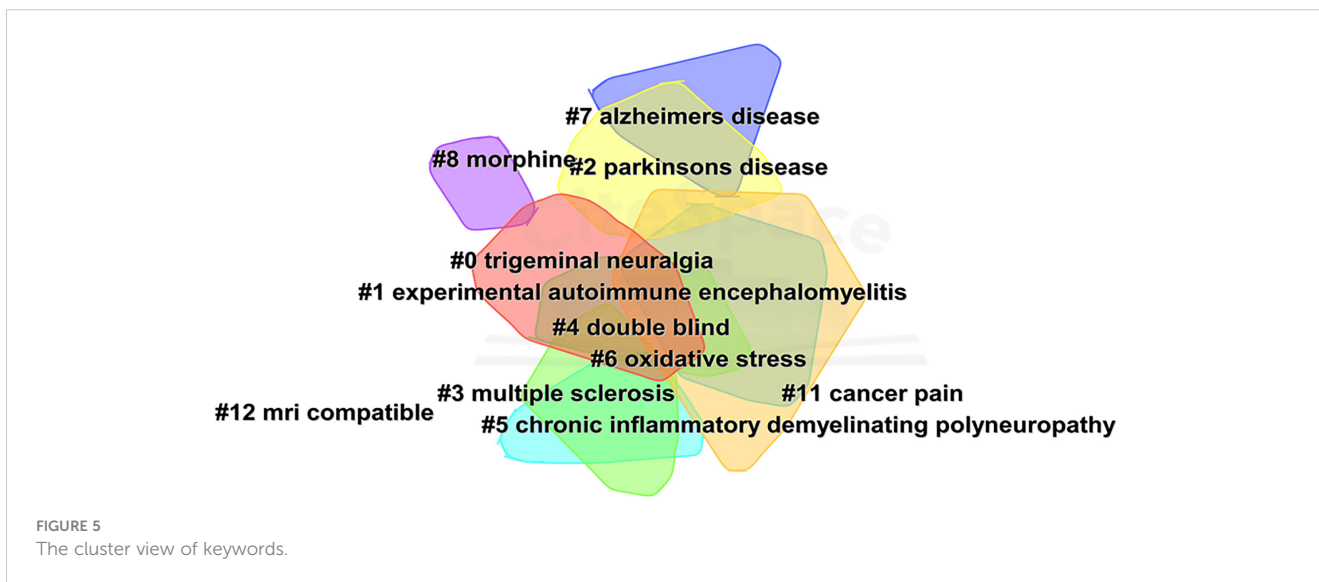 #7 alzheimers disease
#8 morphine
#2 parkinsons disease
CiteSpace
#0 trigeminal neuralgia
#1 experimental autoimmune encephalomyelitis
#4 double blind
#6 oxidative stress
#3 multiple sclerosis
#11 cancer pain
#12 mri compatible
#5 chronic inflammatory demyelinating polyneuropathy
FIGURE 5
The cluster view of keywords.